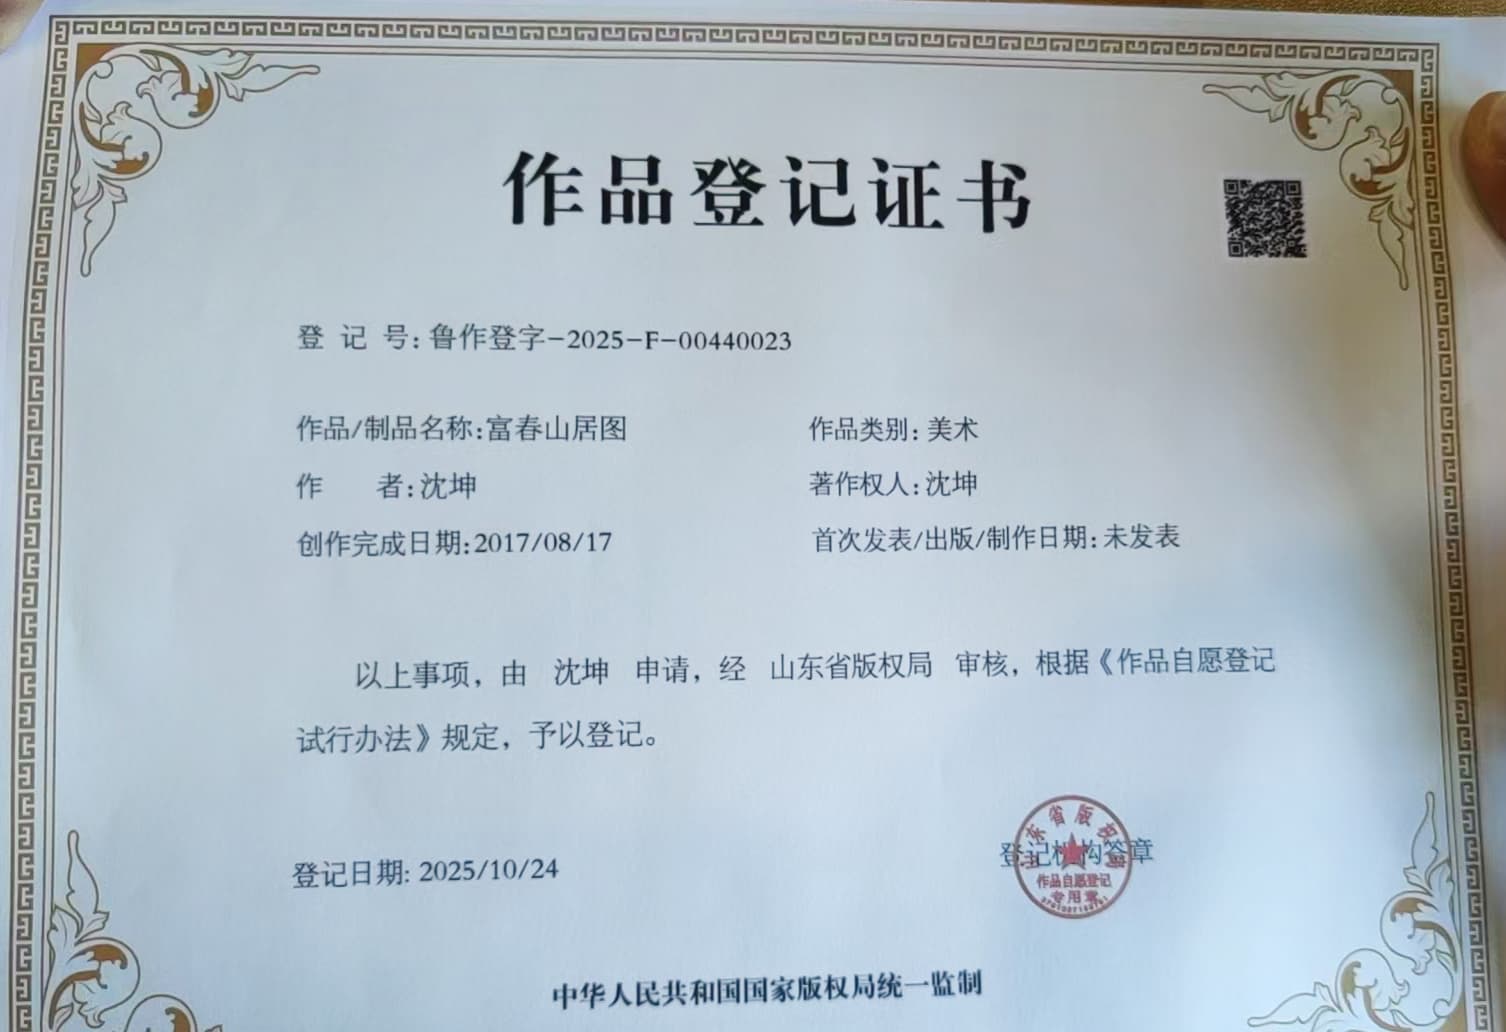 作品登记证书
登 记 号：鲁作登字-2025-F-00440023
作品/制品名称：富春山居图 作品类别：美术
作 者：沈坤 著作权人：沈坤
创作完成日期：2017/08/17 首次发表/出版/制作日期：未发表
以上事项，由 沈坤 申请，经 山东省版权局 审核，根据《作品自愿登记
试行办法》规定，予以登记。
登记日期：2025/10/24
登记机构签章
山东省版权局
作品自愿登记
专用章
中华人民共和国国家版权局统一监制